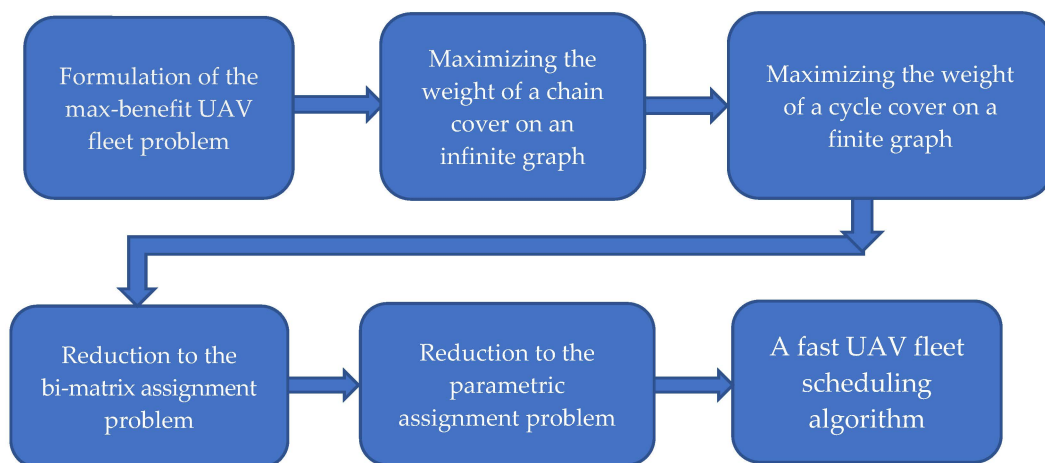 Formulation of the
max-benefit UAV
fleet problem
Maximizing the
weight of a chain
cover on an
infinite graph
Maximizing the weight
of a cycle cover on a
finite graph
Reduction to the
bi-matrix assignment
problem
Reduction to the
parametric
assignment problem
A fast UAV fleet
scheduling
algorithm